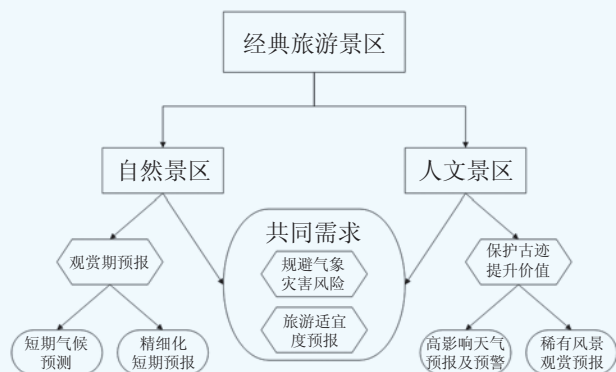 经典旅游景区
自然景区
人文景区
共同需求
观赏期预报
规避气象
灾害风险
保护古迹
提升价值
旅游适宜
度预报
短期气候
预测
精细化
短期预报
高影响天气
预报及预警
稀有风景
观赏预报